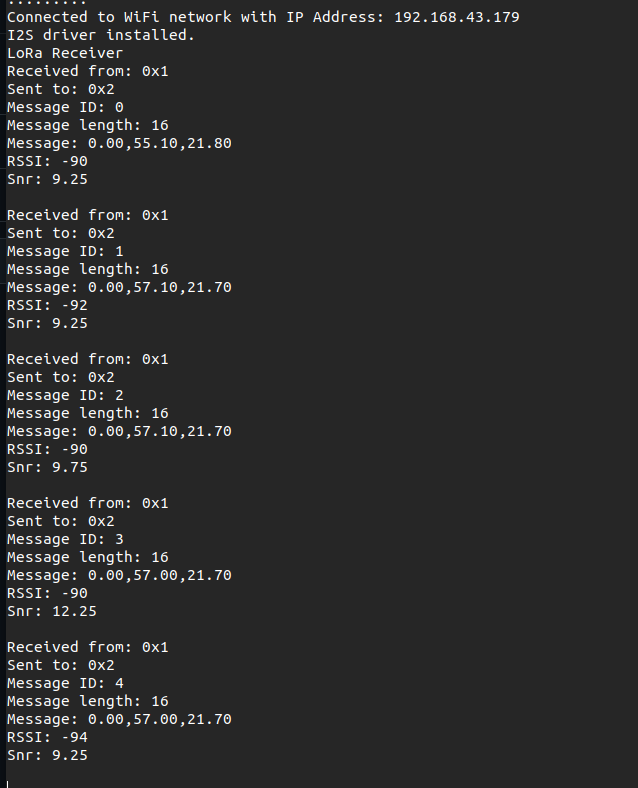 .........
Connected to WiFi network with IP Address: 192.168.43.179
I2S driver installed.
LoRa Receiver
Received from: 0x1
Sent to: 0x2
Message ID: 0
Message length: 16
Message: 0.00,55.10,21.80
RSSI: -90
Snr: 9.25

Received from: 0x1
Sent to: 0x2
Message ID: 1
Message length: 16
Message: 0.00,57.10,21.70
RSSI: -92
Snr: 9.25

Received from: 0x1
Sent to: 0x2
Message ID: 2
Message length: 16
Message: 0.00,57.10,21.70
RSSI: -90
Snr: 9.75

Received from: 0x1
Sent to: 0x2
Message ID: 3
Message length: 16
Message: 0.00,57.00,21.70
RSSI: -90
Snr: 12.25

Received from: 0x1
Sent to: 0x2
Message ID: 4
Message length: 16
Message: 0.00,57.00,21.70
RSSI: -94
Snr: 9.25